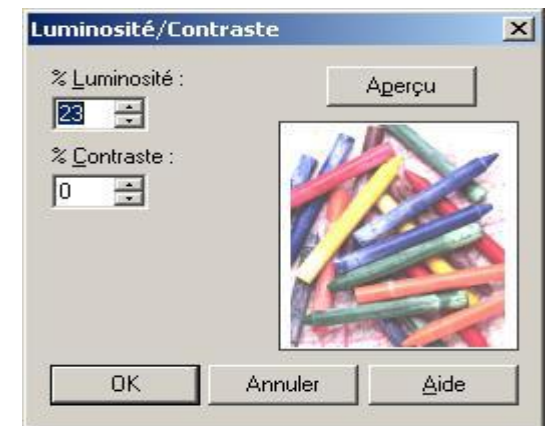 Luminosité/Contraste
% Luminosité :
Aperçu
23
% Contraste :
0
OK
Annuler
Aide